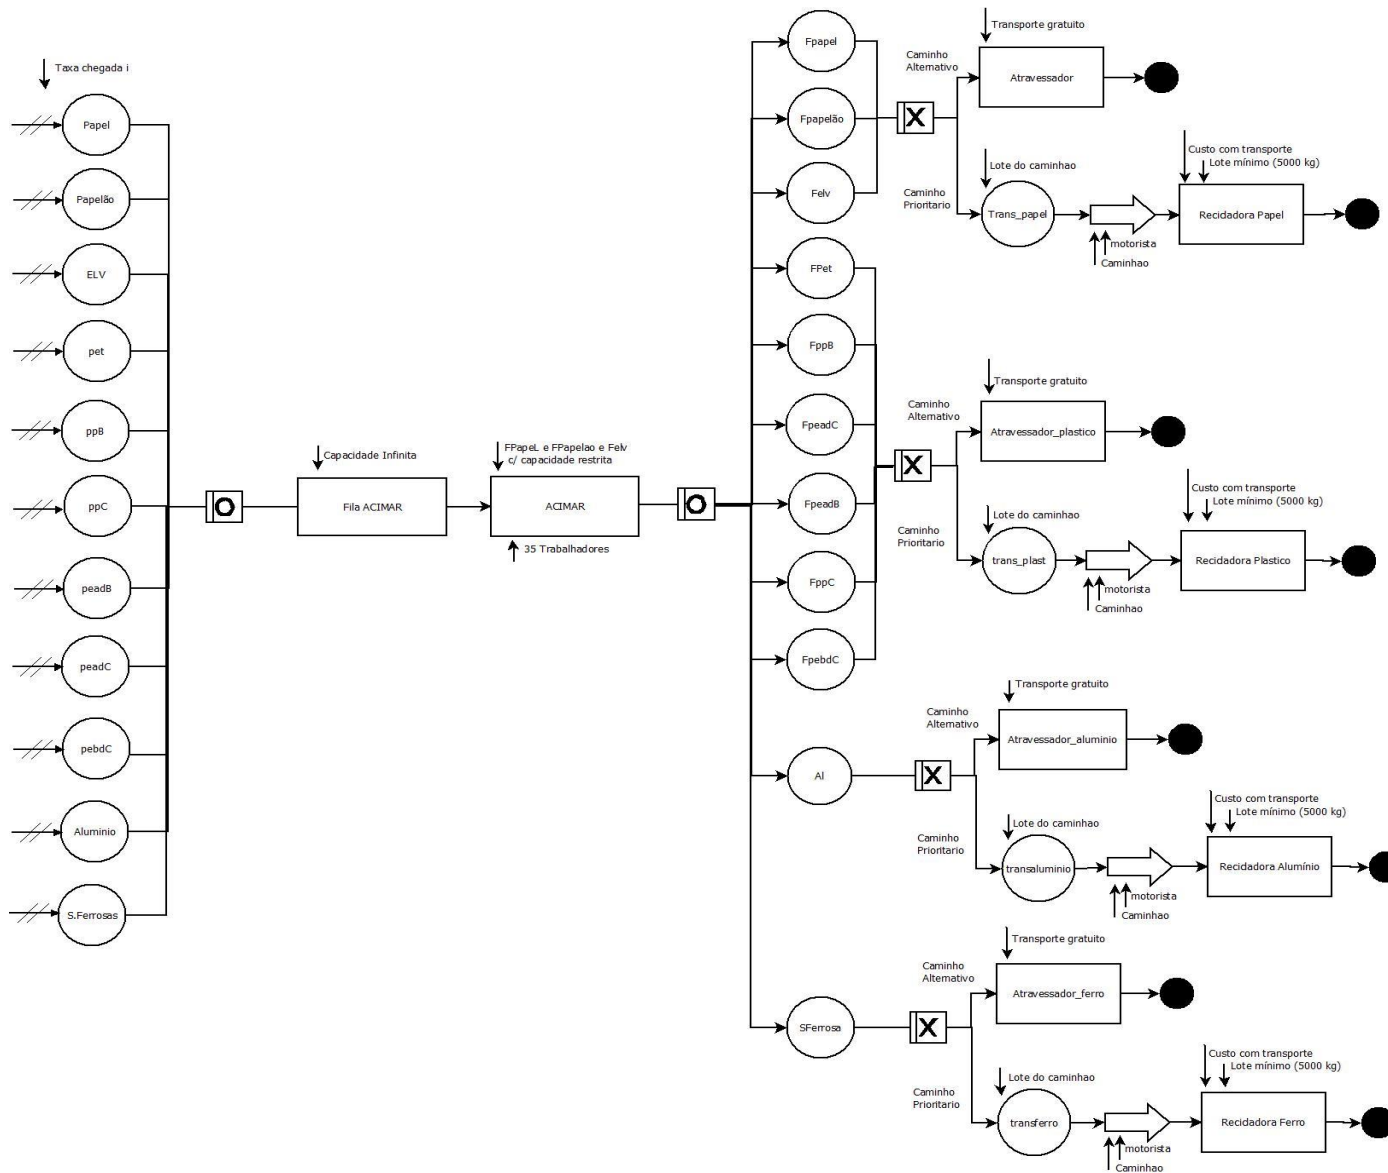 Taxa chegada i
Papel
Papelão
ELV
pet
ppB
ppC
peadB
peadC
pebdC
Aluminio
S.Ferrosas
Capacidade Infinita
Fila ACIMAR
FPapeL e FPapelao e Felv
c/ capacidade restrita
ACIMAR
35 Trabalhadores
Fpapel
Fpapelão
Felv
FPet
FppB
FpeadC
FpeadB
FppC
FpebdC
Al
SFerrosa
Transporte gratuito
Caminho
Alternativo
Atravessador
Lote do caminhao
Caminho
Prioritario
Trans_papel
motorista
Caminhao
Custo com transporte
Lote mínimo (5000 kg)
Recidadora Papel
Transporte gratuito
Caminho
Alternativo
Atravessador_plastico
Lote do caminhao
Caminho
Prioritario
trans_plast
motorista
Caminhao
Custo com transporte
Lote mínimo (5000 kg)
Recidadora Plastico
Transporte gratuito
Caminho
Alternativo
Atravessador_aluminio
Lote do caminhao
Caminho
Prioritario
transaluminio
motorista
Caminhao
Custo com transporte
Lote mínimo (5000 kg)
Recidadora Alumínio
Transporte gratuito
Caminho
Alternativo
Atravessador_ferro
Lote do caminhao
Caminho
Prioritario
transferro
motorista
Caminhao
Custo com transporte
Lote mínimo (5000 kg)
Recidadora Ferro